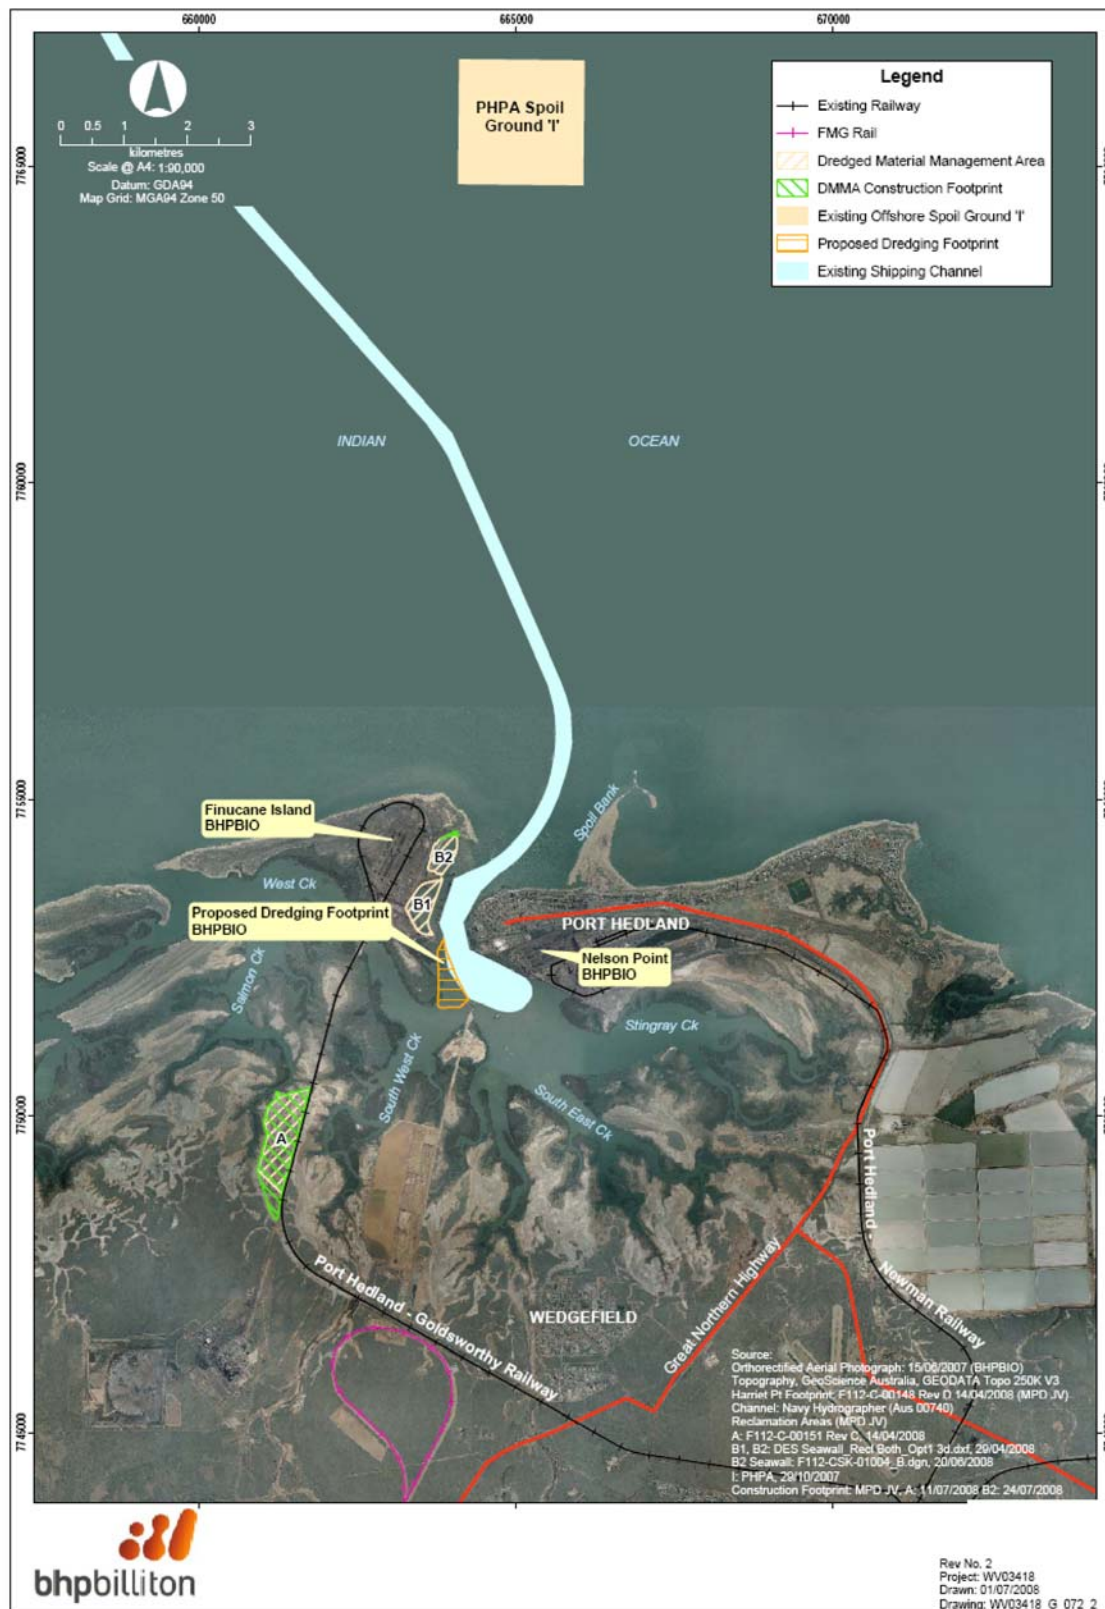 660000
665000
670000
PHPA Spoil
Ground 'I'
Legend
Existing Railway
FMG Rail
Dredged Material Management Area
DMMA Construction Footprint
Existing Offshore Spoil Ground 'I'
Proposed Dredging Footprint
Existing Shipping Channel
0 0.5 1 2 3
kilometres
Scale @ A4: 1:90,000
Datum: GDA94
Map Grid: MGA94 Zone 50
7765000
INDIAN
OCEAN
7760000
7755000
Finucane Island
BHPBIO
Spoil Bank
B2
West Ck
B1
Proposed Dredging Footprint
BHPBIO
PORT HEDLAND
Nelson Point
BHPBIO
Salmon Ck
Stingray Ck
South West Ck
South East Ck
7750000
A
Port Hedland -
Newman Railway
Port Hedland - Goldsworthy Railway
WEDGEFIELD
Great Northern Highway
7745000
Source:
Orthorectified Aerial Photograph: 15/06/2007 (BHPBIO)
Topography, GeoScience Australia, GEODATA Topo 250K V3
Harriet Pt Footprint: F112-C-00148 Rev D 14/04/2008 (MPD JV)
Channel: Navy Hydrographer (Aus 00740)
Reclamation Areas (MPD JV)
A: F112-C-00151 Rev C, 14/04/2008
B1, B2: DES Seawall_Recl Both_Opt1 3d.dxf, 29/04/2008
B2 Seawall: F112-CSK-01004_B.dgn, 20/06/2008
I: PHPA, 29/10/2007
Construction Footprint: MPD JV, A: 11/07/2008 B2: 24/07/2008
bhpbilliton
Rev No. 2
Project: WV03418
Drawn: 01/07/2008
Drawing: WV03418_G_072_2